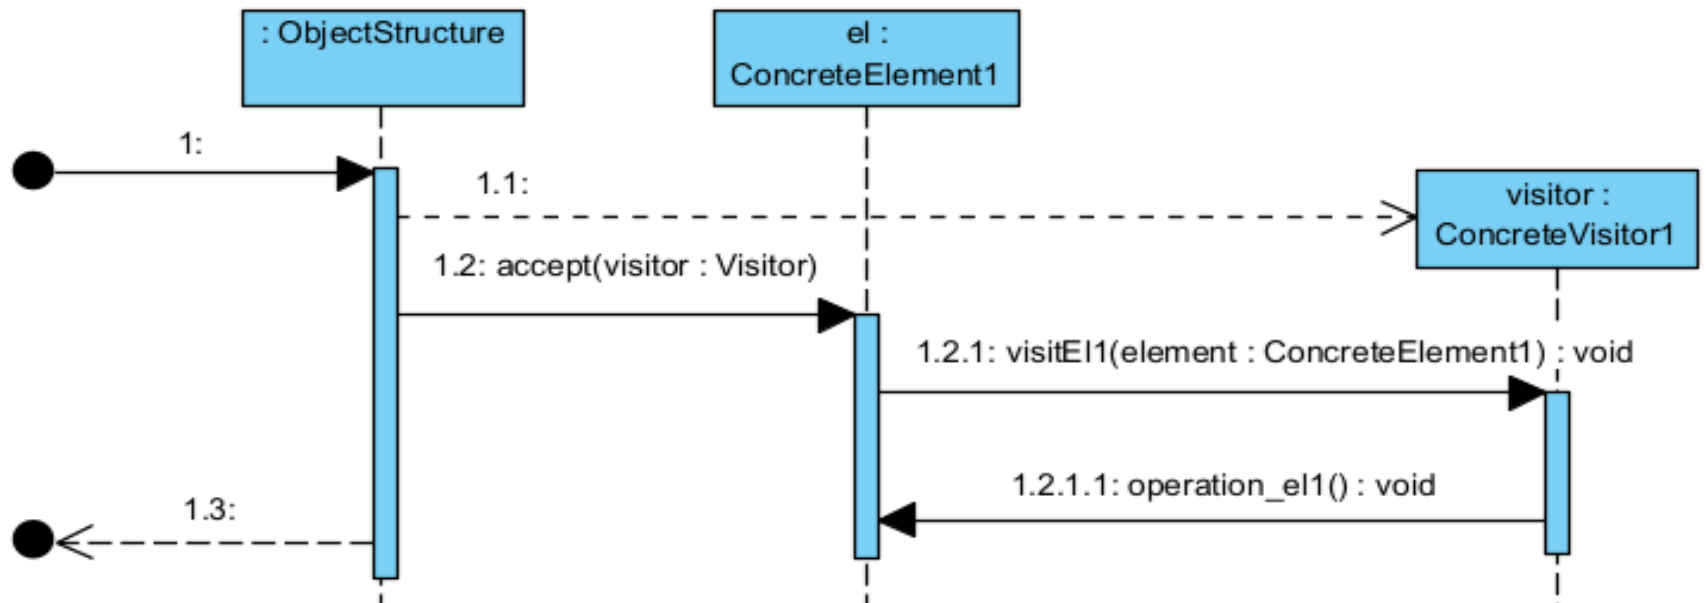 : ObjectStructure
el :
ConcreteElement1
1:
1.1:
visitor :
ConcreteVisitor1
1.2: accept(visitor : Visitor)
1.2.1: visitEl1(element : ConcreteElement1) : void
1.2.1.1: operation_el1() : void
1.3: